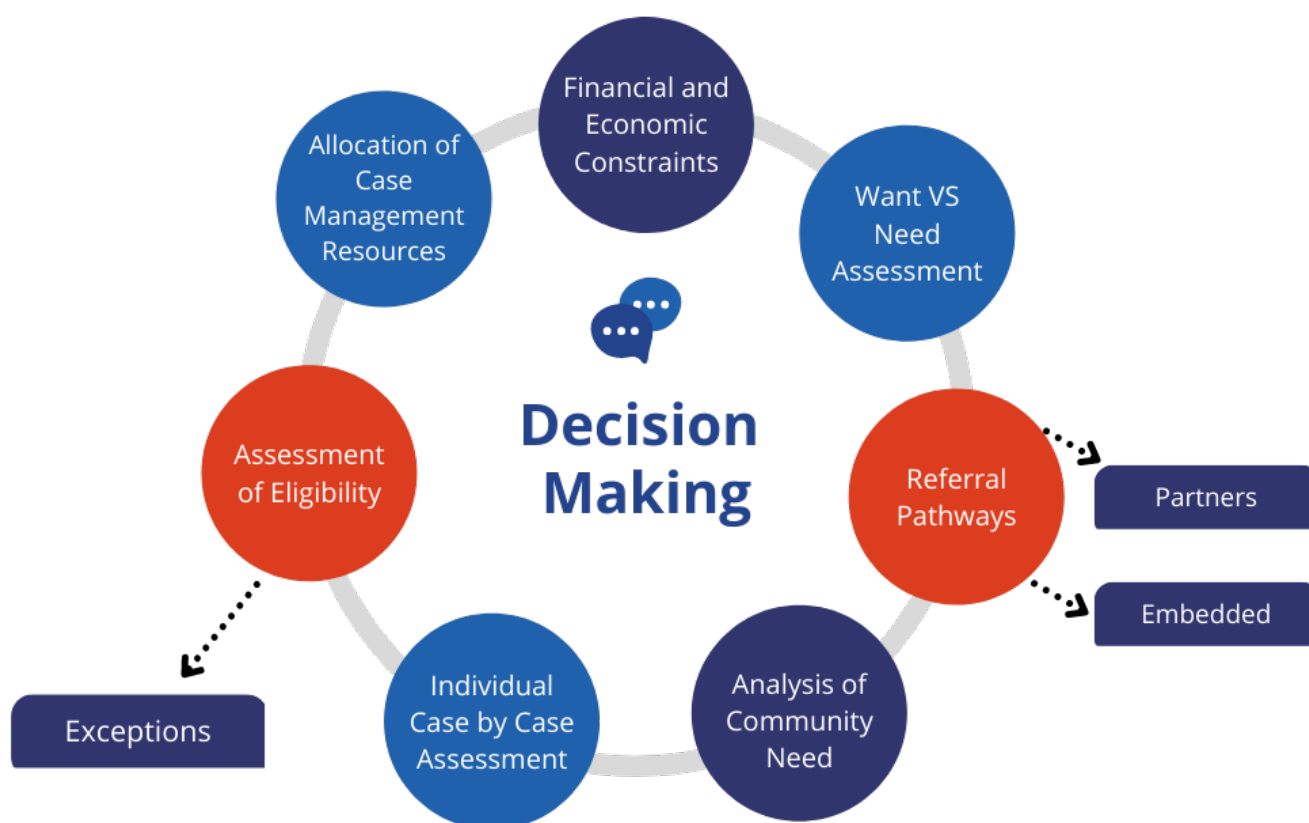 Financial and
Economic
Constraints
Want VS
Need
Assessment
Referral
Pathways
Partners
Embedded
Analysis of
Community
Need
Individual
Case by Case
Assessment
Assessment
of Eligibility
Exceptions
Allocation of
Case
Management
Resources
Decision
Making